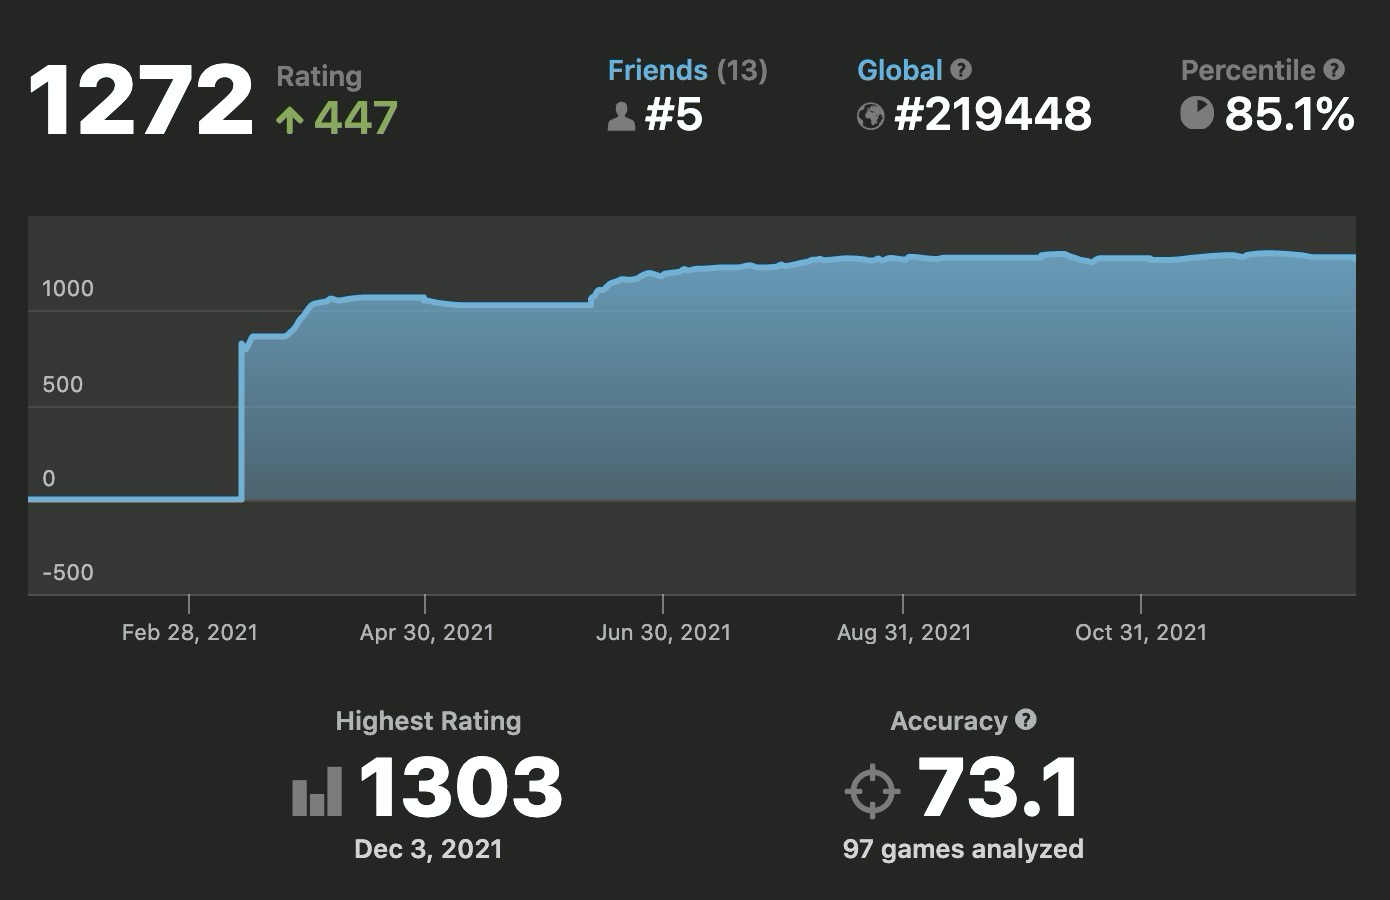 1272 Rating
↑ 447
Friends (13)
#5
Global ?
#219448
Percentile ?
85.1%
1000
500
0
-500
Feb 28, 2021 Apr 30, 2021 Jun 30, 2021 Aug 31, 2021 Oct 31, 2021
Highest Rating
1303
Dec 3, 2021
Accuracy ?
73.1
97 games analyzed